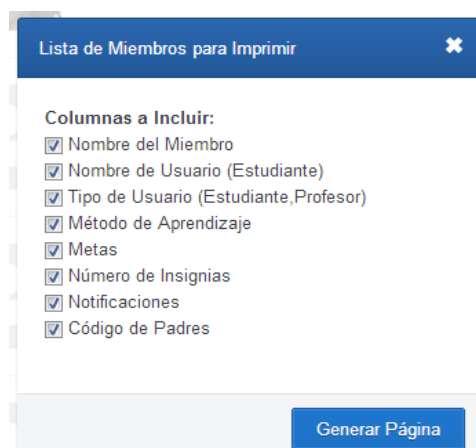 Lista de Miembros para Imprimir
Columnas a Incluir:
Nombre del Miembro
Nombre de Usuario (Estudiante)
Tipo de Usuario (Estudiante,Profesor)
Método de Aprendizaje
Metas
Número de Insignias
Notificaciones
Código de Padres
Generar Página